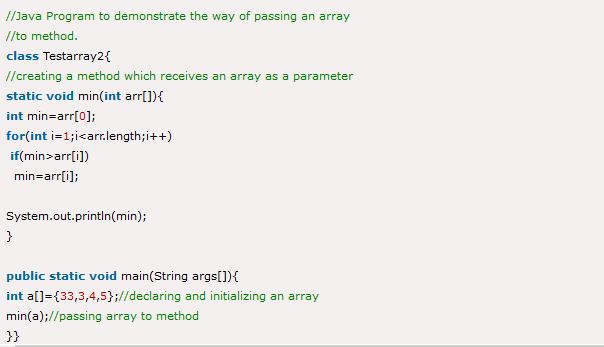 //Java Program to demonstrate the way of passing an array
//to method.
class Testarray2{
//creating a method which receives an array as a parameter
static void min(int arr[]){
int min=arr[0];
for(int i=1;i<arr.length;i++)
 if(min>arr[i])
  min=arr[i];

System.out.println(min);
}

public static void main(String args[]){
int a[]={33,3,4,5};//declaring and initializing an array
min(a);//passing array to method
}}